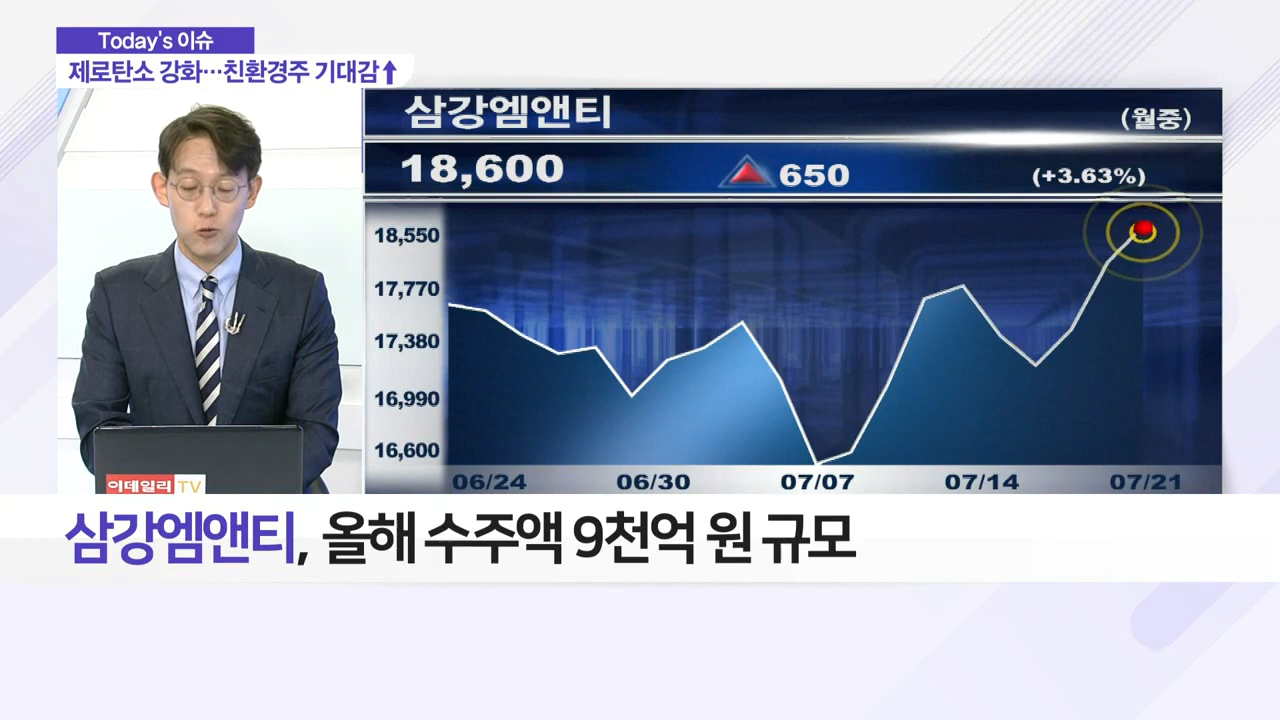 Today's 이슈
제로탄소 강화…친환경주 기대감⬆
삼강엠앤티
(월중)
18,600 650 (+3.63%)
18,550
17,770
17,380
16,990
16,600
06/24 06/30 07/07 07/14 07/21
이데일리 TV
삼강엠앤티, 올해 수주액 9천억 원 규모